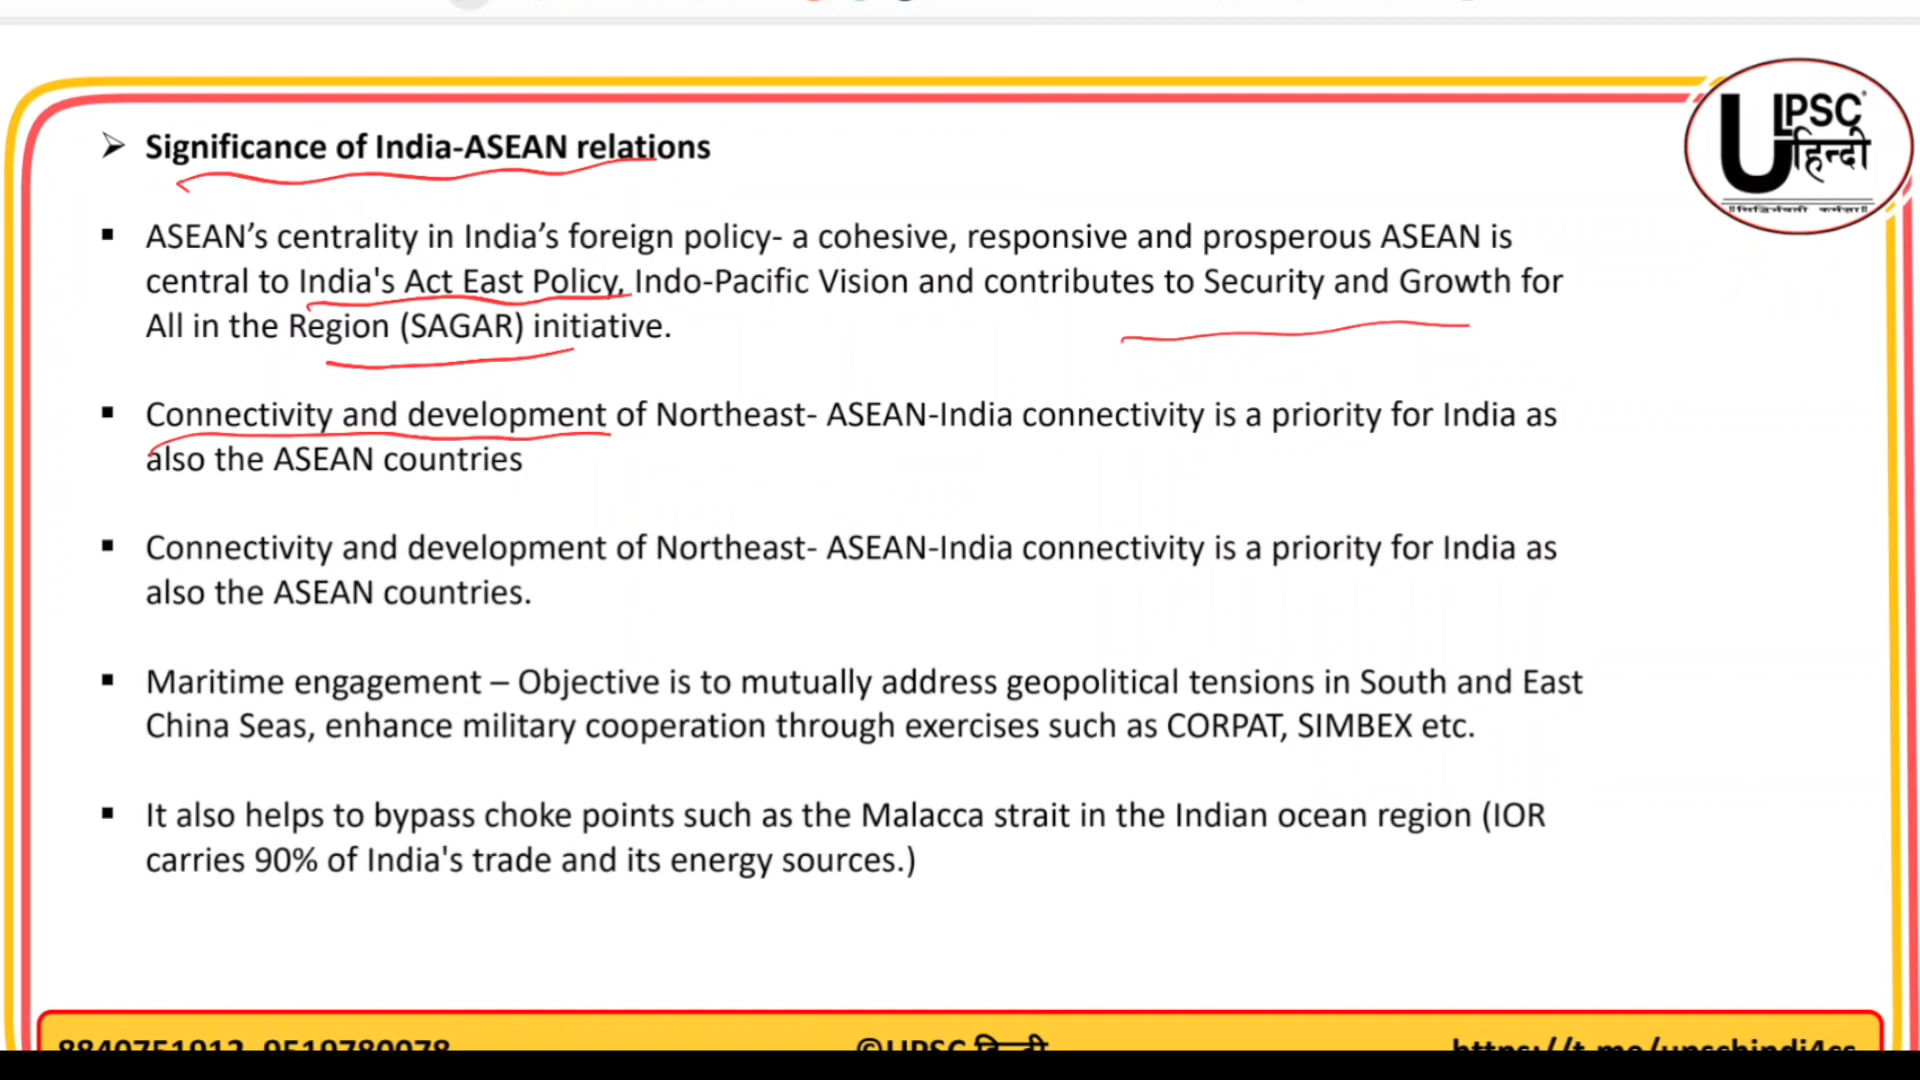 Significance of India-ASEAN relations
ASEAN’s centrality in India’s foreign policy- a cohesive, responsive and prosperous ASEAN is
central to India's Act East Policy, Indo-Pacific Vision and contributes to Security and Growth for
All in the Region (SAGAR) initiative.
Connectivity and development of Northeast- ASEAN-India connectivity is a priority for India as
also the ASEAN countries
Connectivity and development of Northeast- ASEAN-India connectivity is a priority for India as
also the ASEAN countries.
Maritime engagement – Objective is to mutually address geopolitical tensions in South and East
China Seas, enhance military cooperation through exercises such as CORPAT, SIMBEX etc.
It also helps to bypass choke points such as the Malacca strait in the Indian ocean region (IOR
carries 90% of India's trade and its energy sources.)
UPSC
हिन्दी
©UPSC हिन्दी